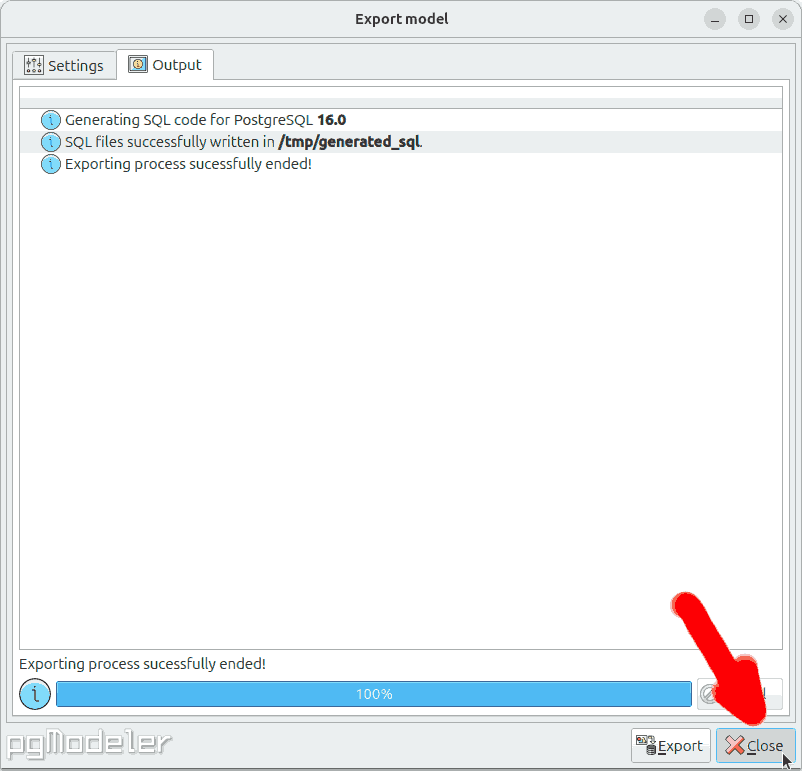 Export model
Settings
Output
Generating SQL code for PostgreSQL 16.0
SQL files successfully written in /tmp/generated_sql.
Exporting process sucessfully ended!
Exporting process sucessfully ended!
100%
pgModeler
Export
Close